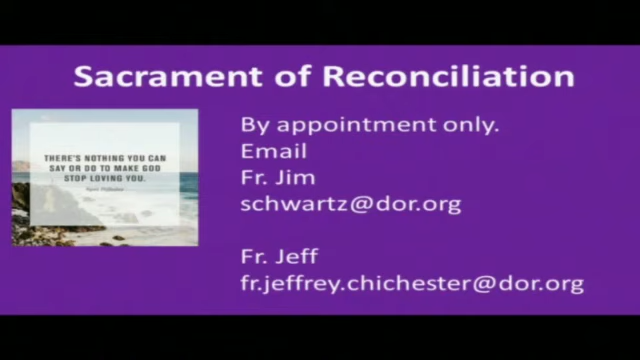 Sacrament of Reconciliation
THERE'S NOTHING YOU CAN
SAY OR DO TO MAKE GOD
STOP LOVING YOU.
By appointment only.
Email
Fr. Jim
schwartz@dor.org
Fr. Jeff
fr.jeffrey.chichester@dor.org